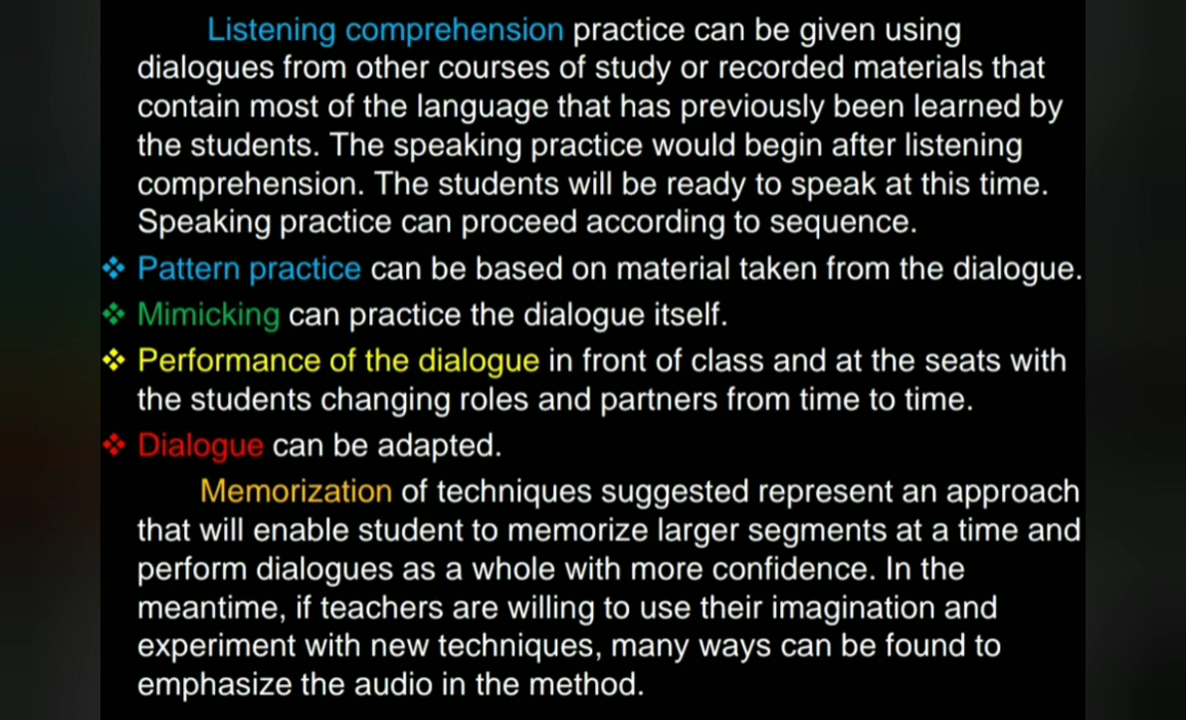 Listening comprehension practice can be given using
dialogues from other courses of study or recorded materials that
contain most of the language that has previously been learned by
the students. The speaking practice would begin after listening
comprehension. The students will be ready to speak at this time.
Speaking practice can proceed according to sequence.
❖ Pattern practice can be based on material taken from the dialogue.
❖ Mimicking can practice the dialogue itself.
❖ Performance of the dialogue in front of class and at the seats with
the students changing roles and partners from time to time.
❖ Dialogue can be adapted.
Memorization of techniques suggested represent an approach
that will enable student to memorize larger segments at a time and
perform dialogues as a whole with more confidence. In the
meantime, if teachers are willing to use their imagination and
experiment with new techniques, many ways can be found to
emphasize the audio in the method.